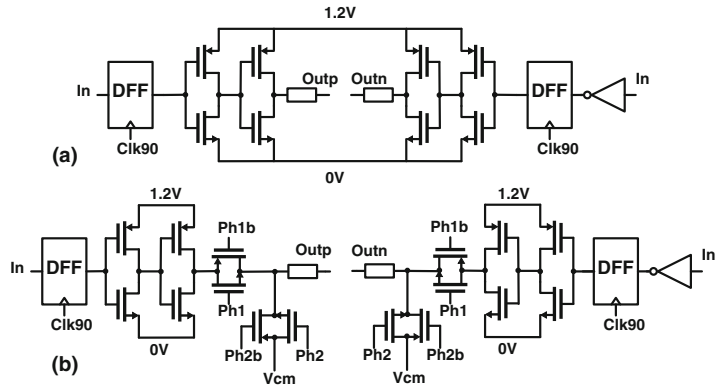 1.2V
Outp Outn
In DFF DFF In
Clk90 Clk90
(a)
0V
1.2V 1.2V
Ph1b Outp Outn Ph1b
In DFF DFF In
Clk90 Ph1 Ph1 Clk90
0V Ph2b Ph2 Ph2 Ph2b 0V
(b)
Vcm Vcm